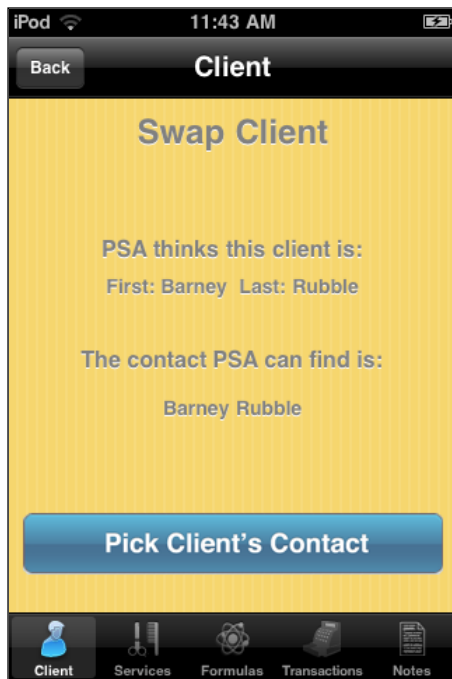 iPod 11:43 AM
Back Client
Swap Client
PSA thinks this client is:
First: Barney Last: Rubble
The contact PSA can find is:
Barney Rubble
Pick Client's Contact
Client Services Formulas Transactions Notes